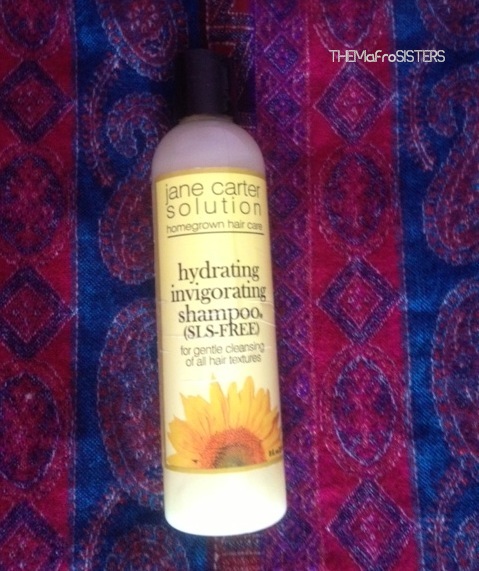 THEMaFroSISTERS
jane carter
solution
homegrown hair care
hydrating
invigorating
shampoo
(SLS-FREE)
for gentle cleansing
of all hair textures